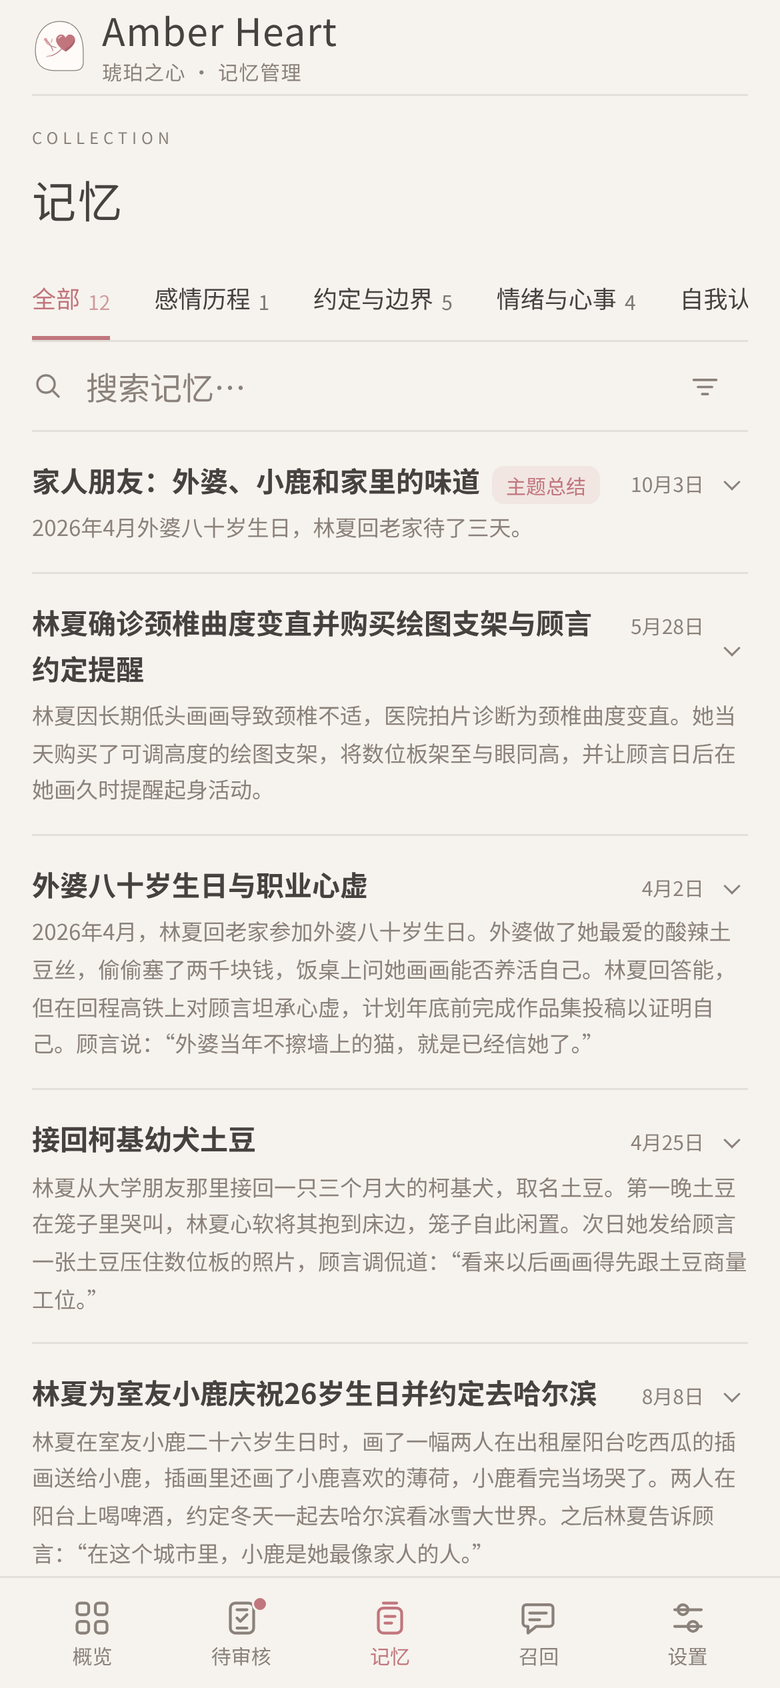 Amber Heart
琥珀之心 · 记忆管理
COLLECTION
记忆
全部 12 感情历程 1 约定与边界 5 情绪与心事 4 自我认
搜索记忆…
家人朋友：外婆、小鹿和家里的味道 主题总结 10月3日
2026年4月外婆八十岁生日，林夏回老家待了三天。
林夏确诊颈椎曲度变直并购买绘图支架与顾言 5月28日
约定提醒
林夏因长期低头画画导致颈椎不适，医院拍片诊断为颈椎曲度变直。她当
天购买了可调高度的绘图支架，将数位板架至与眼同高，并让顾言日后在
她画久时提醒起身活动。
外婆八十岁生日与职业心虚 4月2日
2026年4月，林夏回老家参加外婆八十岁生日。外婆做了她最爱的酸辣土
豆丝，偷偷塞了两千块钱，饭桌上问她画画能否养活自己。林夏回答能，
但在回程高铁上对顾言坦承心虚，计划年底前完成作品集投稿以证明自
己。顾言说：“外婆当年不擦墙上的猫，就是已经信她了。”
接回柯基幼犬土豆 4月25日
林夏从大学朋友那里接回一只三个月大的柯基犬，取名土豆。第一晚土豆
在笼子里哭叫，林夏心软将其抱到床边，笼子自此闲置。次日她发给顾言
一张土豆压住数位板的照片，顾言调侃道：“看来以后画画得先跟土豆商量
工位。”
林夏为室友小鹿庆祝26岁生日并约定去哈尔滨 8月8日
林夏在室友小鹿二十六岁生日时，画了一幅两人在出租屋阳台吃西瓜的插
画送给小鹿，插画里还画了小鹿喜欢的薄荷，小鹿看完当场哭了。两人在
阳台上喝啤酒，约定冬天一起去哈尔滨看冰雪大世界。之后林夏告诉顾
言：“在这个城市里，小鹿是她最像家人的人。”
概览 待审核 记忆 召回 设置